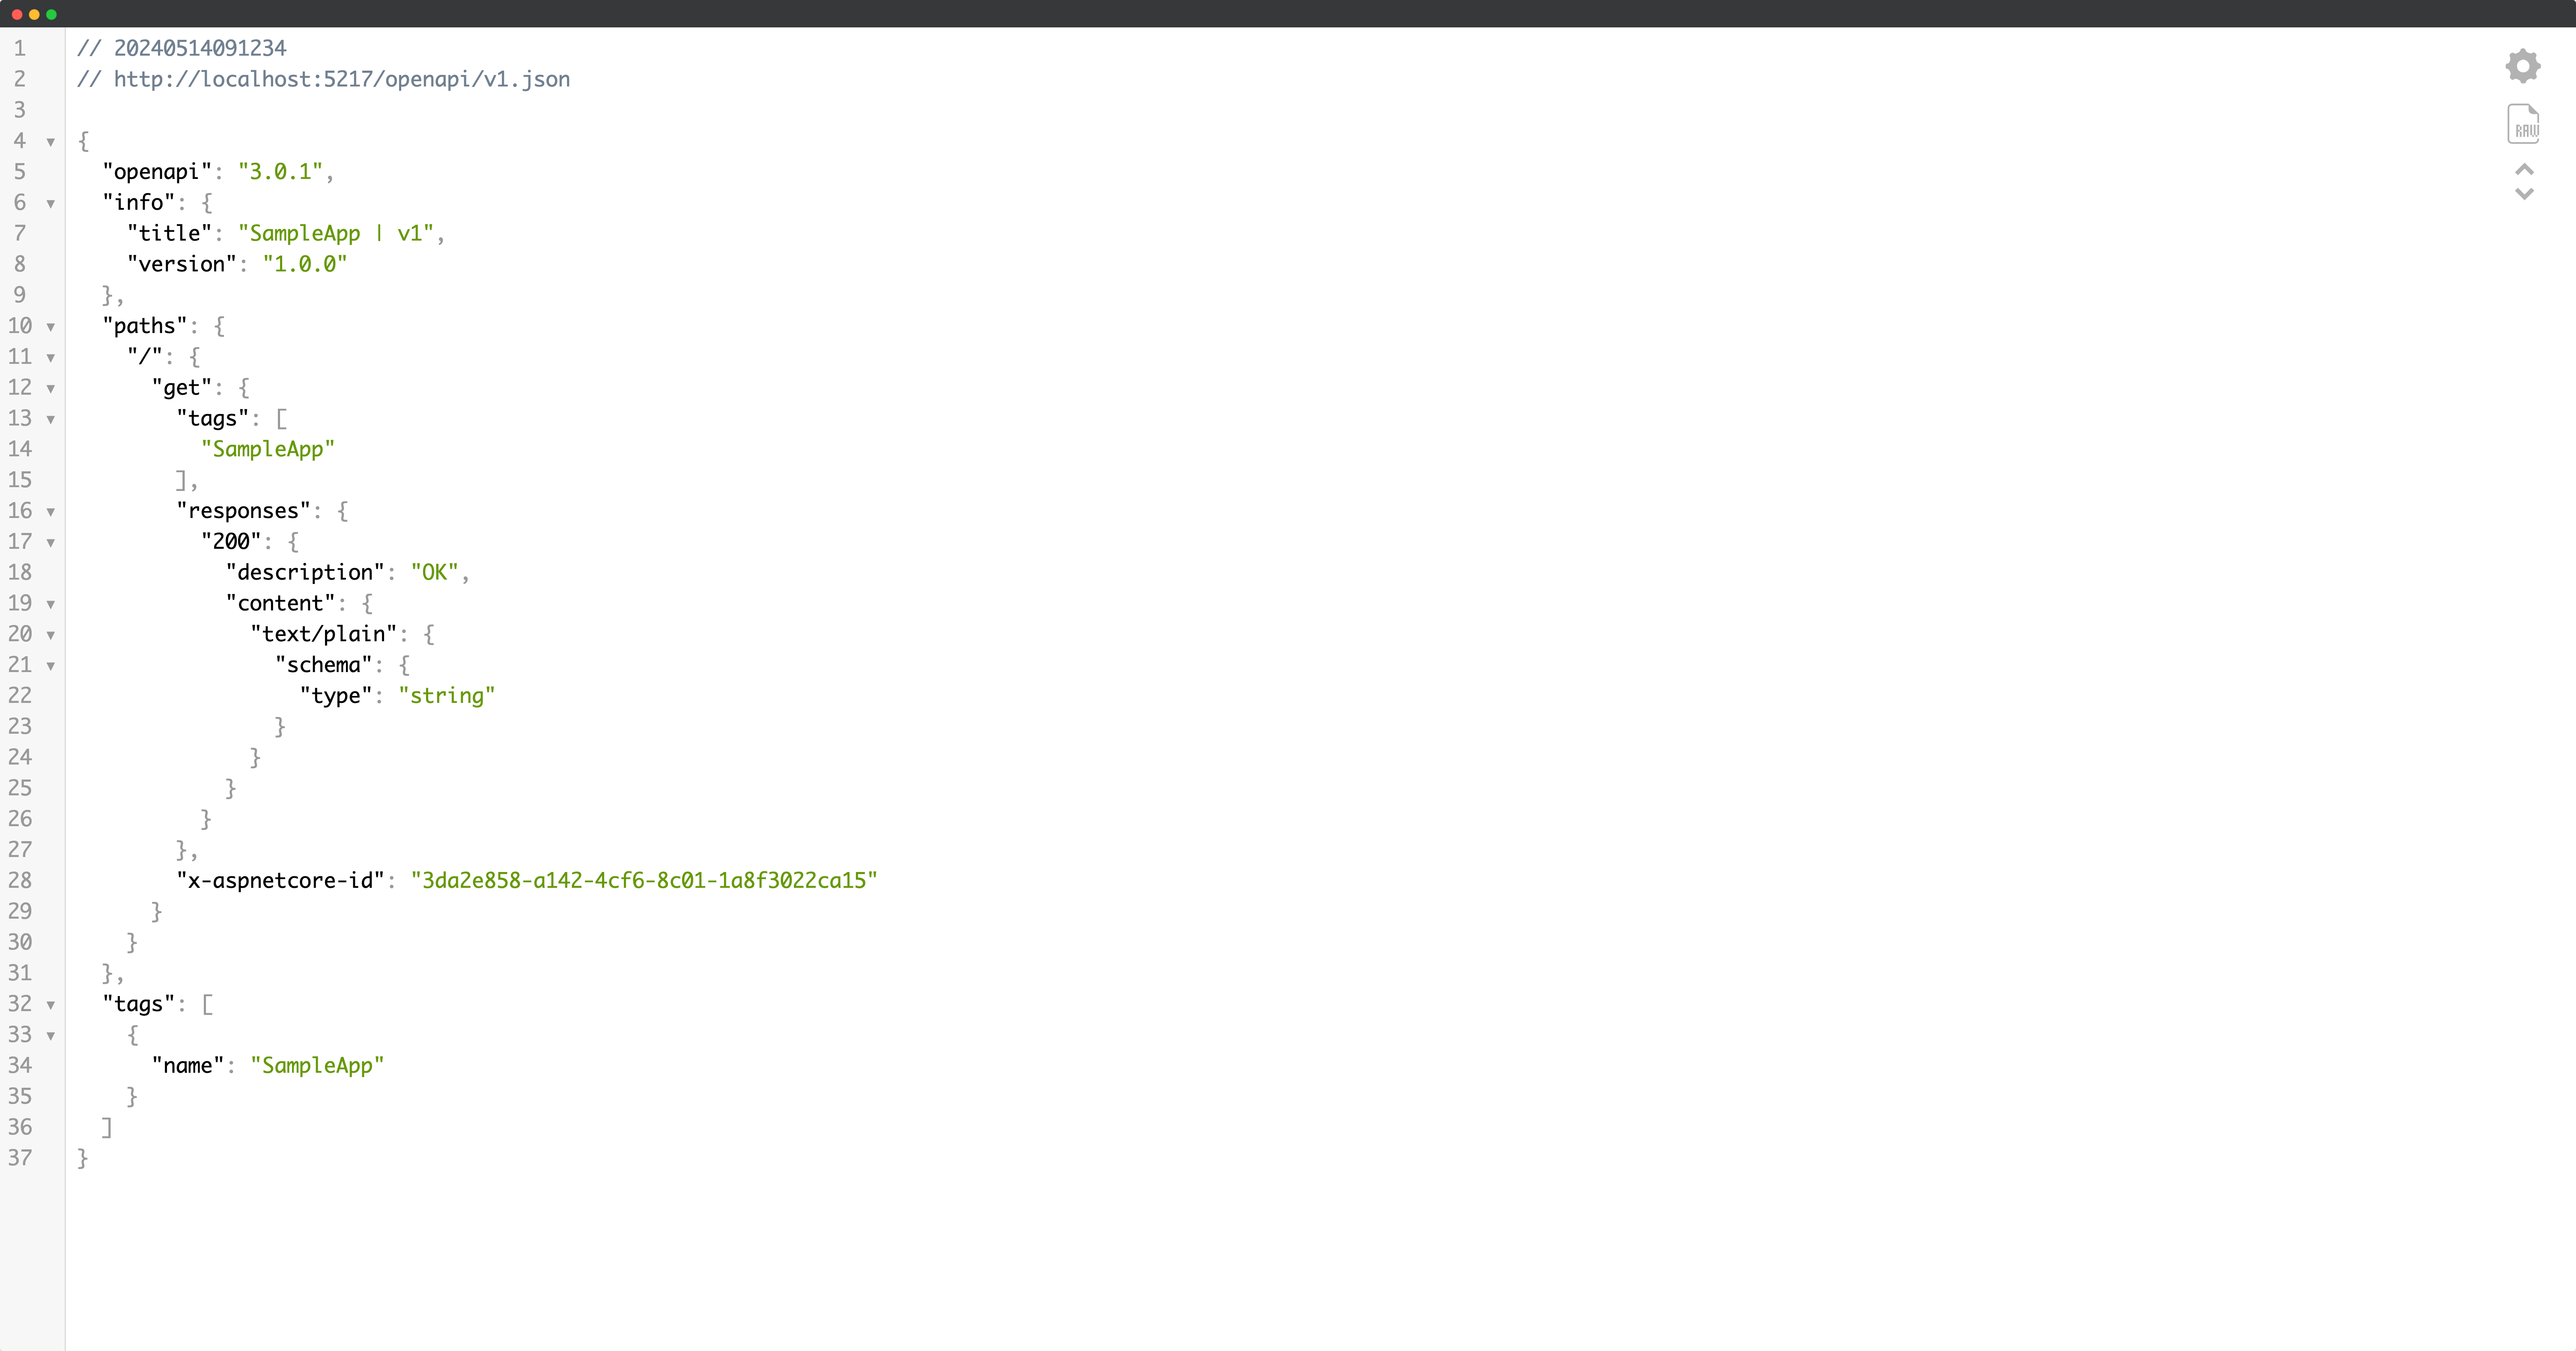 1 // 20240514091234
2 // http://localhost:5217/openapi/v1.json
3
4 {
5   "openapi": "3.0.1",
6   "info": {
7     "title": "SampleApp | v1",
8     "version": "1.0.0"
9   },
10   "paths": {
11     "/": {
12       "get": {
13         "tags": [
14           "SampleApp"
15         ],
16         "responses": {
17           "200": {
18             "description": "OK",
19             "content": {
20               "text/plain": {
21                 "schema": {
22                   "type": "string"
23                 }
24               }
25             }
26           }
27         },
28         "x-aspnetcore-id": "3da2e858-a142-4cf6-8c01-1a8f3022ca15"
29       }
30     }
31   },
32   "tags": [
33     {
34       "name": "SampleApp"
35     }
36   ]
37 }
RAW